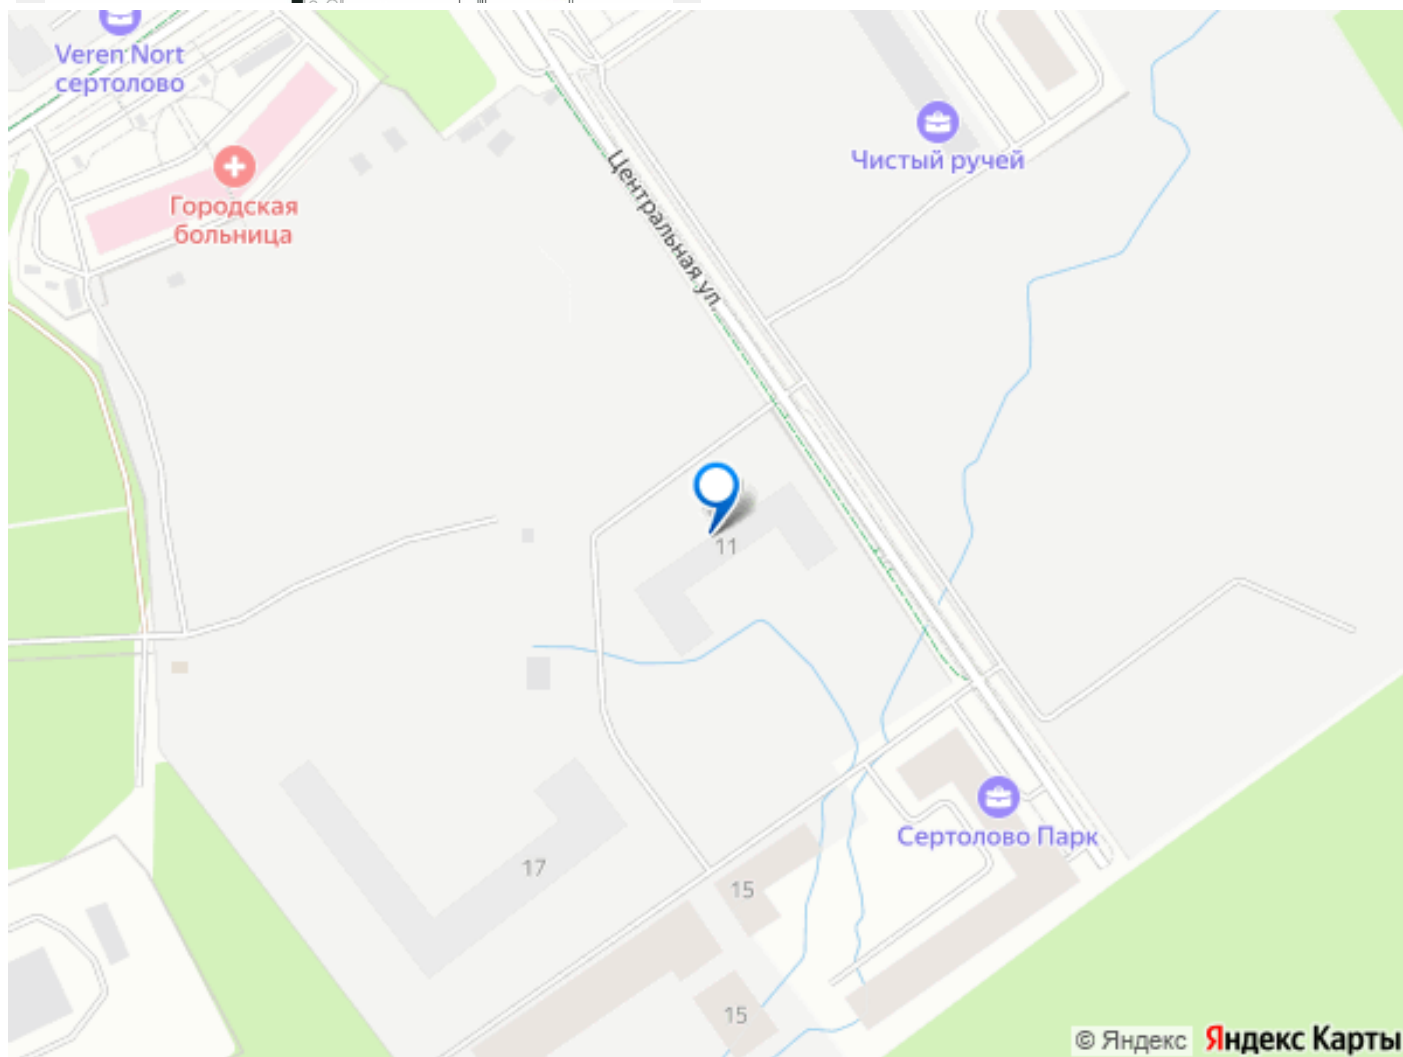 Veren Nort
сертолово
Городская
больница
Центральная ул.
Чистый ручей
11
Сертолово Парк
17
15
15
© Яндекс
Яндекс Карты